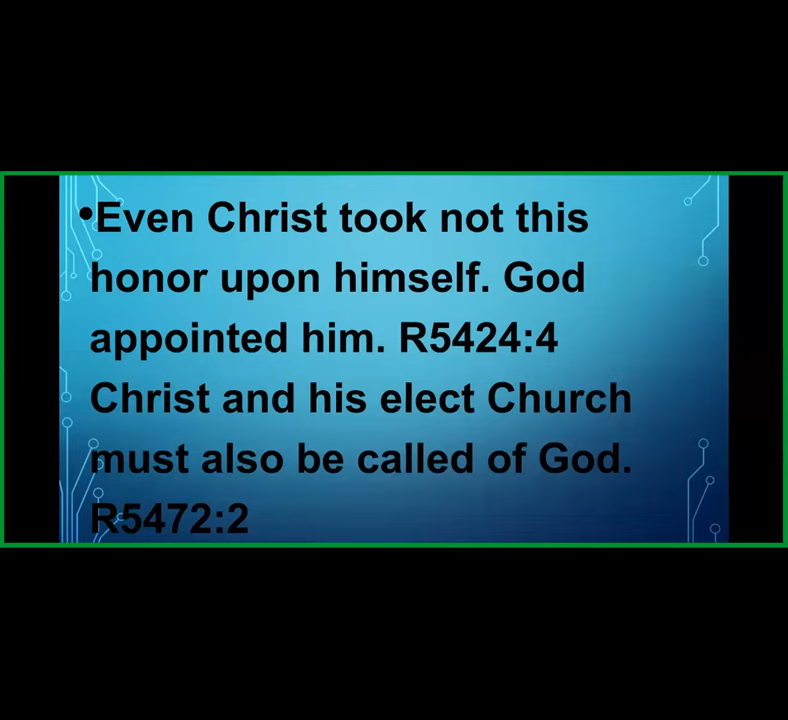 •Even Christ took not this
honor upon himself. God
appointed him. R5424:4
Christ and his elect Church
must also be called of God.
R5472:2